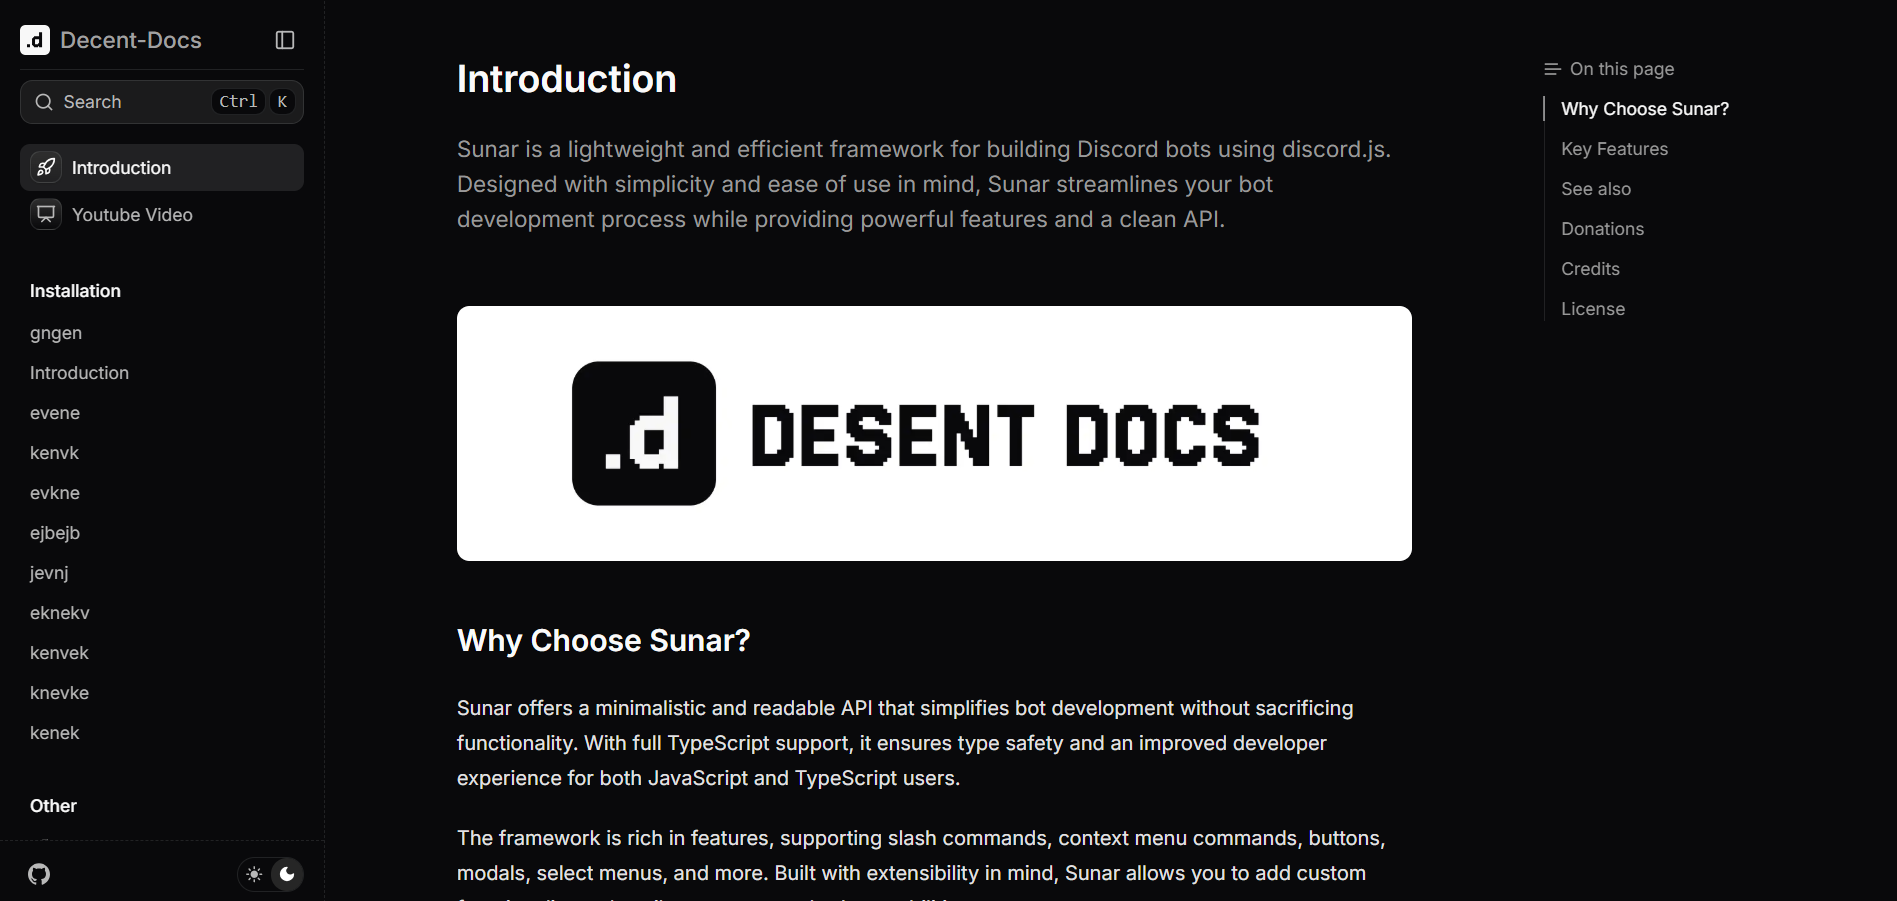 .d Decent-Docs
Search Ctrl K
Introduction
Youtube Video
Installation
gngen
Introduction
evene
kenvk
evkne
ejbejb
jevnj
eknekv
kenvek
knevke
kenek
Other
Introduction
Sunar is a lightweight and efficient framework for building Discord bots using discord.js.
Designed with simplicity and ease of use in mind, Sunar streamlines your bot
development process while providing powerful features and a clean API.
.d DESENT DOCS
Why Choose Sunar?
Sunar offers a minimalistic and readable API that simplifies bot development without sacrificing
functionality. With full TypeScript support, it ensures type safety and an improved developer
experience for both JavaScript and TypeScript users.
The framework is rich in features, supporting slash commands, context menu commands, buttons,
modals, select menus, and more. Built with extensibility in mind, Sunar allows you to add custom
On this page
Why Choose Sunar?
Key Features
See also
Donations
Credits
License